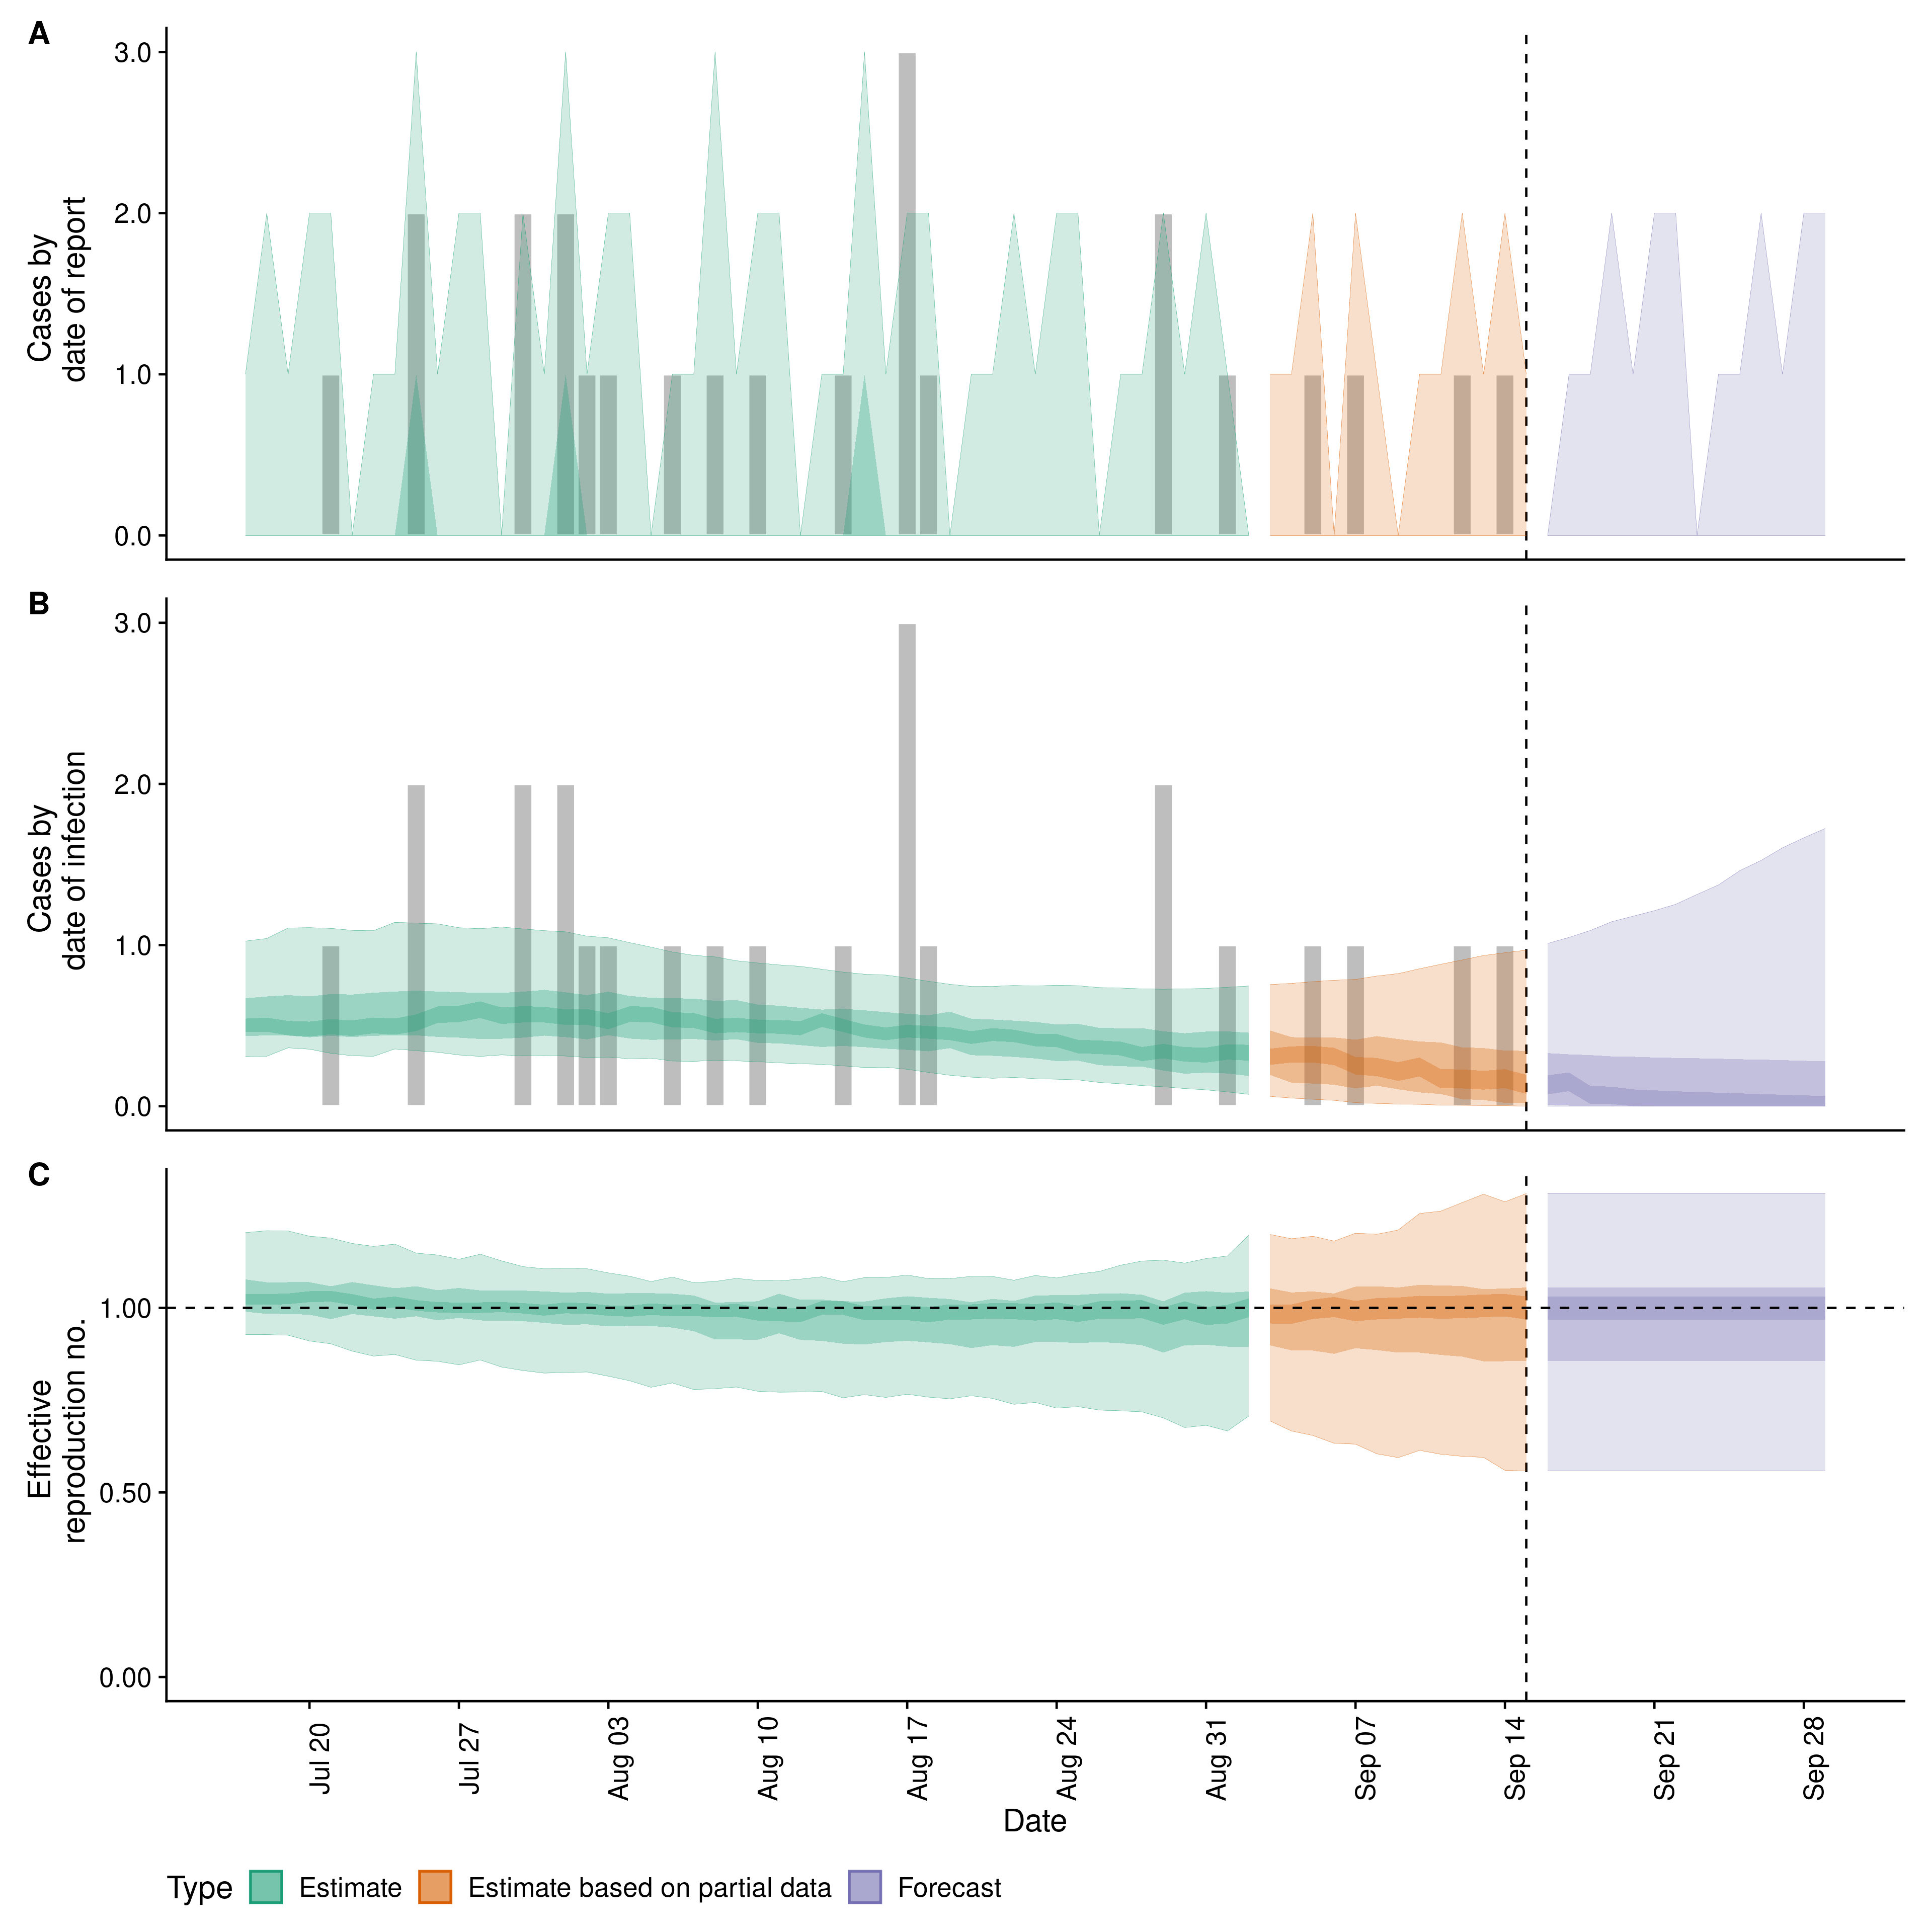 A
Cases by
date of report
3.0
2.0
1.0
0.0
B
Cases by
date of infection
3.0
2.0
1.0
0.0
C
Effective
reproduction no.
1.00
0.50
0.00
Jul 20
Jul 27
Aug 03
Aug 10
Aug 17
Aug 24
Aug 31
Sep 07
Sep 14
Sep 21
Sep 28
Date
Type Estimate Estimate based on partial data Forecast